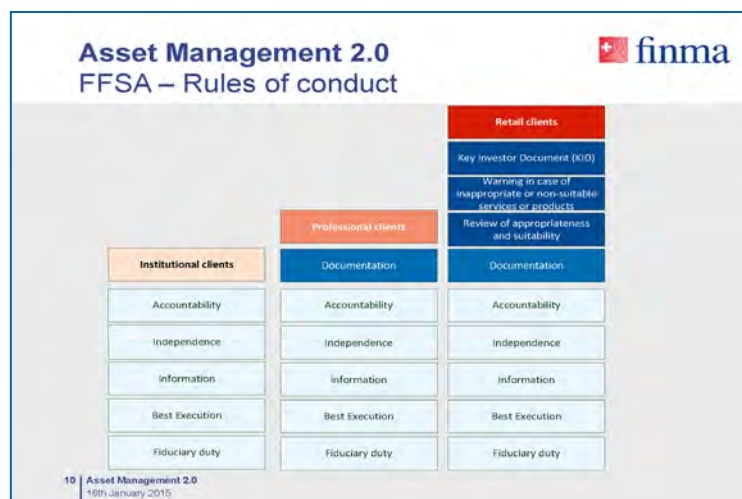 Asset Management 2.0
FFSA – Rules of conduct
finma
Retail clients
Key Investor Document (KID)
Warning in case of
inappropriate or non-suitable
services or products
Professional clients
Review of appropriateness
and suitability
Institutional clients
Documentation
Documentation
Accountability
Accountability
Accountability
Independence
Independence
Independence
Information
Information
Information
Best Execution
Best Execution
Best Execution
Fiduciary duty
Fiduciary duty
Fiduciary duty
10 Asset Management 2.0
16th January 2015